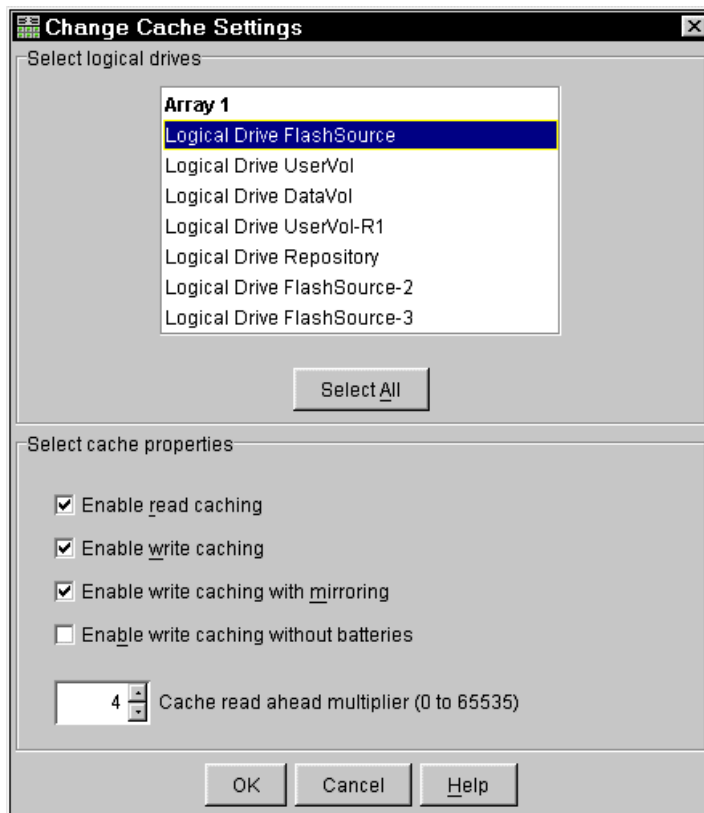 Change Cache Settings
Select logical drives
Array 1
Logical Drive FlashSource
Logical Drive UserVol
Logical Drive DataVol
Logical Drive UserVol-R1
Logical Drive Repository
Logical Drive FlashSource-2
Logical Drive FlashSource-3
Select All
Select cache properties
Enable read caching
Enable write caching
Enable write caching with mirroring
Enable write caching without batteries
4 Cache read ahead multiplier (0 to 65535)
OK Cancel Help